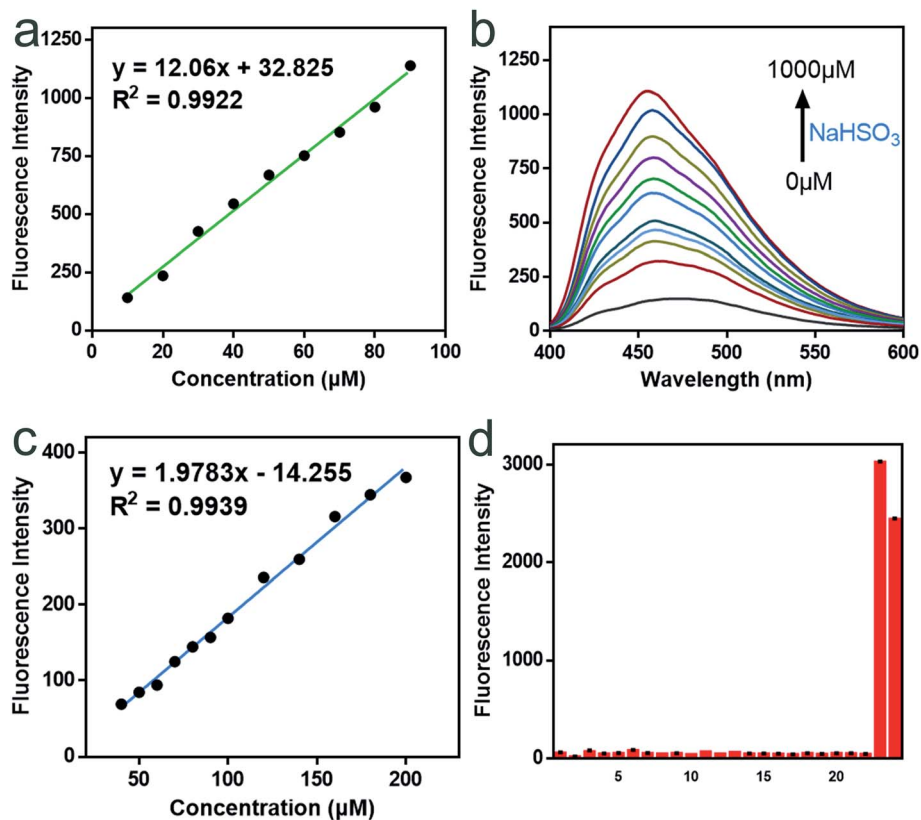 a
y = 12.06x + 32.825
R² = 0.9922
1250
1000
750
500
250
0
0 20 40 60 80 100
Fluorescence Intensity
Concentration (μM)
b
1000μM
NaHSO₃
0μM
1250
1000
750
500
250
0
400 450 500 550 600
Fluorescence Intensity
Wavelength (nm)
c
y = 1.9783x - 14.255
R² = 0.9939
400
300
200
100
0
50 100 150 200
Fluorescence Intensity
Concentration (μM)
d
3000
2000
1000
0
5 10 15 20
Fluorescence Intensity